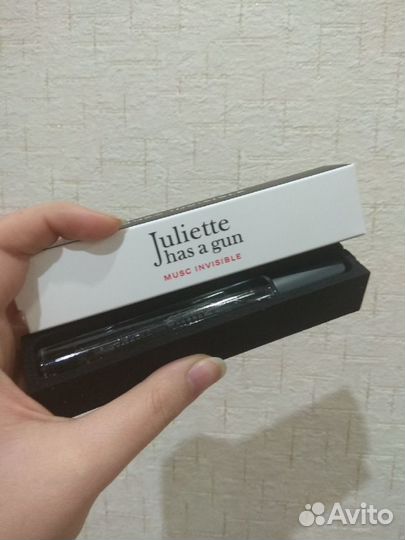 Juliette
has a gun
MUSC INVISIBLE
Avito